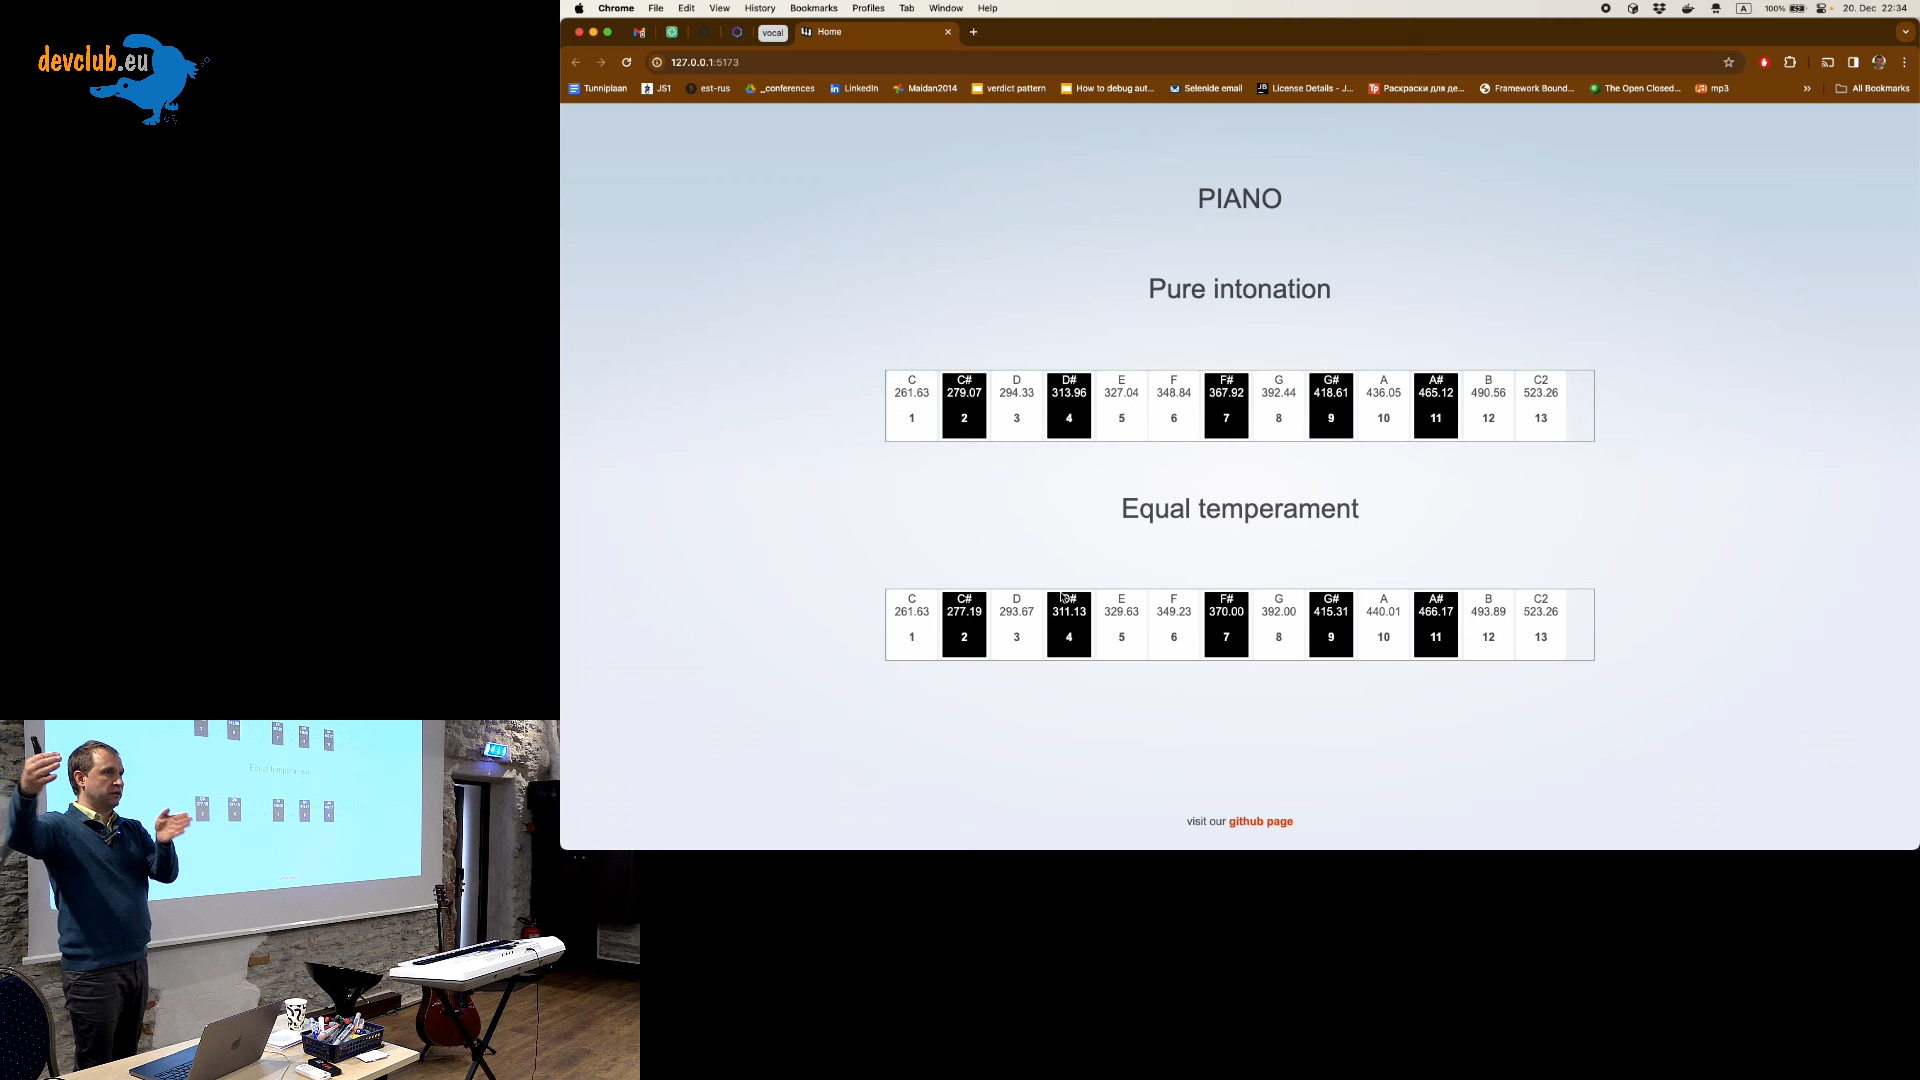 devclub.eu
Chrome File Edit View History Bookmarks Profiles Tab Window Help
A 100% 20. Dec 22:34
vocal Home
127.0.0.1:5173
Tunniplaan JS1 est-rus _conferences LinkedIn Maidan2014 verdict pattern How to debug aut... Selenide email License Details - J... Раскраски для де... Framework Bound... The Open Closed... mp3 » All Bookmarks
PIANO
Pure intonation
C C# D D# E F F# G G# A A# B C2
261.63 279.07 294.33 313.96 327.04 348.84 367.92 392.44 418.61 436.05 465.12 490.56 523.26
1 2 3 4 5 6 7 8 9 10 11 12 13
Equal temperament
C C# D D# E F F# G G# A A# B C2
261.63 277.19 293.67 311.13 329.63 349.23 370.00 392.00 415.31 440.01 466.17 493.89 523.26
1 2 3 4 5 6 7 8 9 10 11 12 13
visit our github page